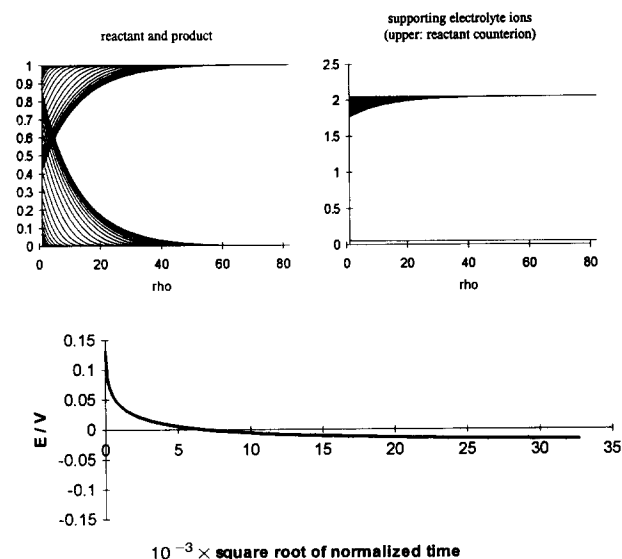 reactant and product
supporting electrolyte ions
(upper: reactant counterion)
1
0.9
0.8
0.7
0.6
0.5
0.4
0.3
0.2
0.1
0
0 20 40 60 80
rho
2.5
2
1.5
1
0.5
0
0 20 40 60 80
rho
0.15
0.1
0.05
0
-0.05
-0.1
-0.15
E / V
0 5 10 15 20 25 30 35
10⁻³ × square root of normalized time